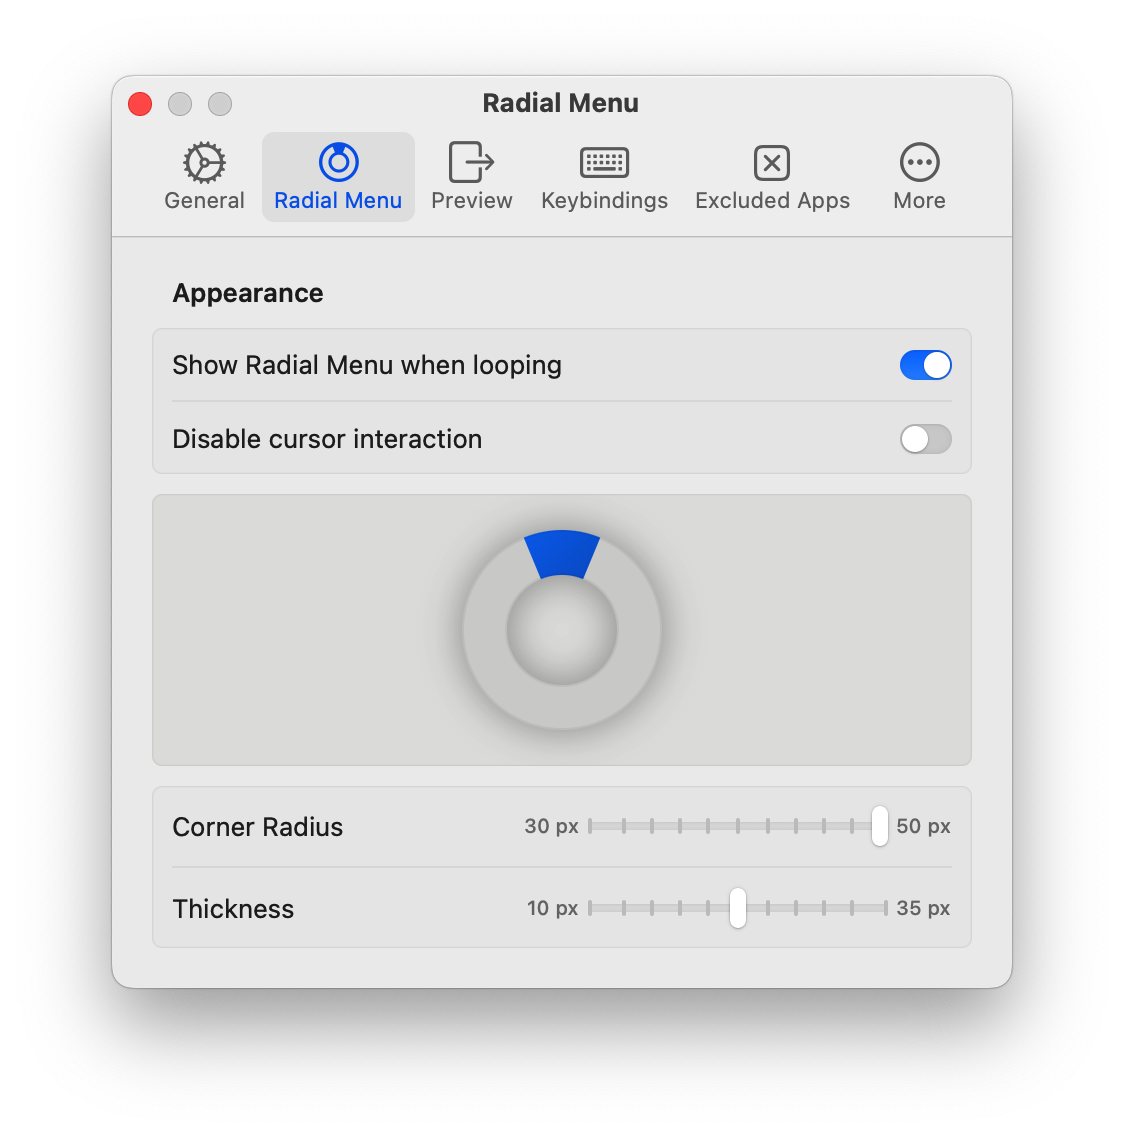 Radial Menu
General Radial Menu Preview Keybindings Excluded Apps More
Appearance
Show Radial Menu when looping
Disable cursor interaction
Corner Radius 30 px 50 px
Thickness 10 px 35 px